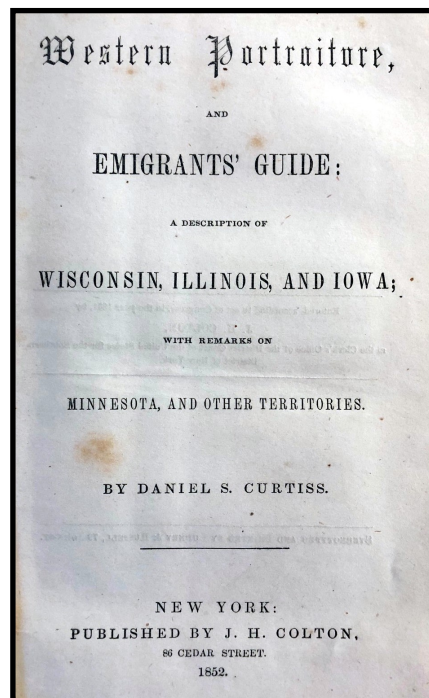 Western Portraiture,
AND
EMIGRANTS' GUIDE:
A DESCRIPTION OF
WISCONSIN, ILLINOIS, AND IOWA;
WITH REMARKS ON
MINNESOTA, AND OTHER TERRITORIES.
BY DANIEL S. CURTISS.
NEW YORK:
PUBLISHED BY J. H. COLTON,
86 CEDAR STREET.
1852.